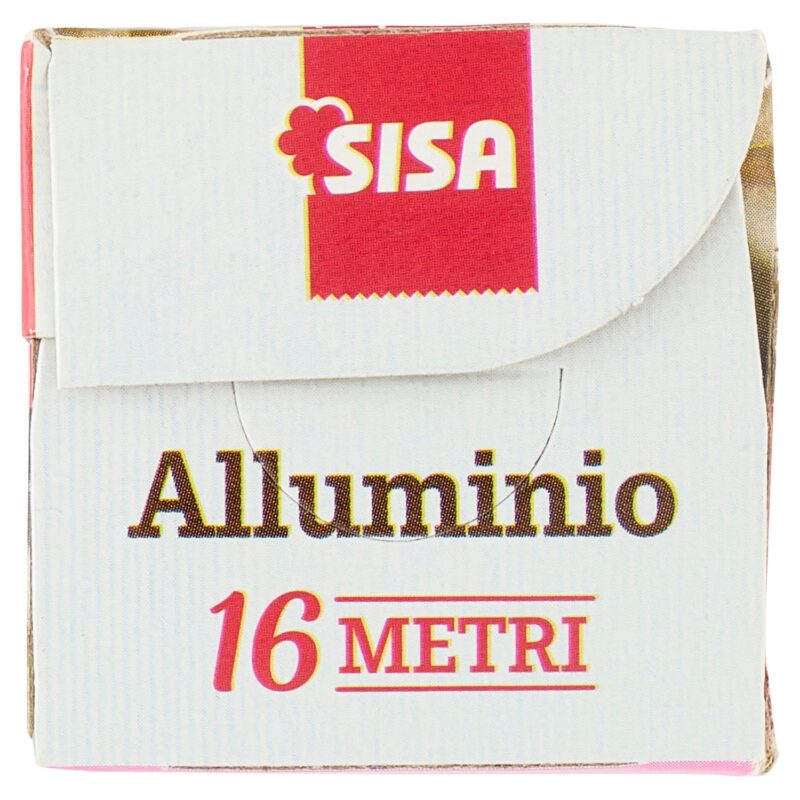 SISA
Alluminio
16 METRI